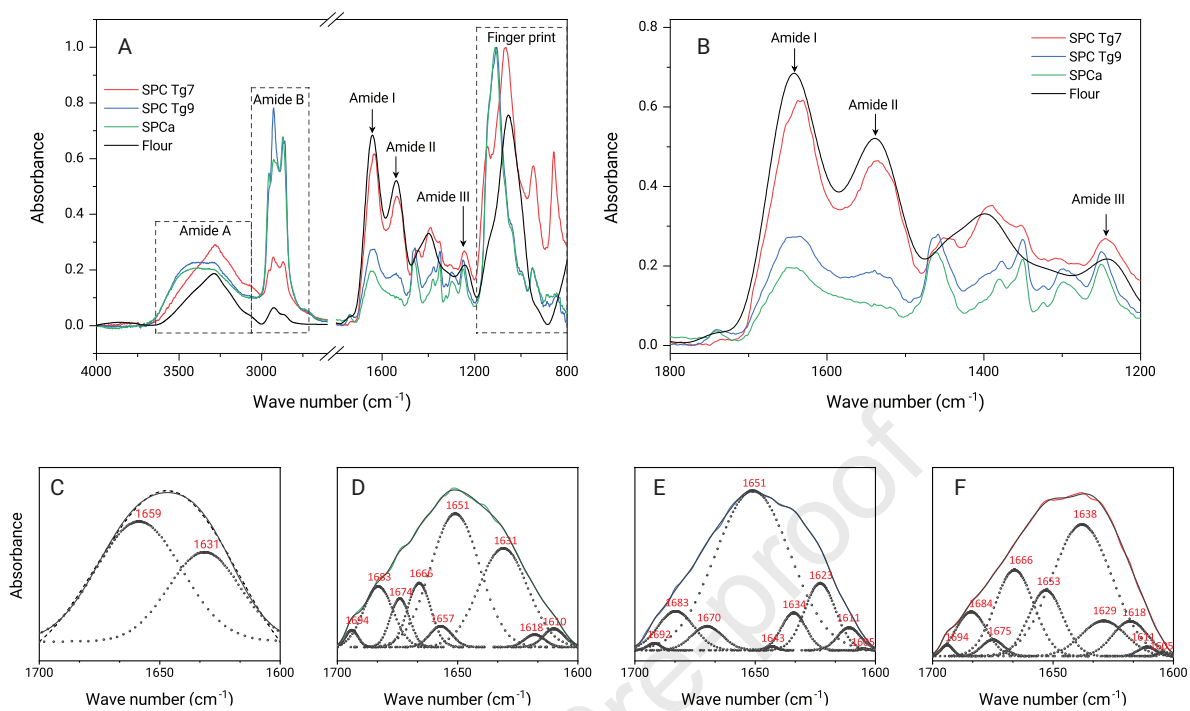 A
Finger print
SPC Tg7
SPC Tg9
SPCa
Flour
Amide B
Amide I
Amide II
Amide III
Amide A
Absorbance
1.0
0.8
0.6
0.4
0.2
0.0
4000 3500 3000 1600 1400 1200 1000 800
Wave number (cm⁻¹)
B
Amide I
Amide II
Amide III
SPC Tg7
SPC Tg9
SPCa
Flour
Absorbance
0.8
0.6
0.4
0.2
0.0
1800 1600 1400 1200
Wave number (cm⁻¹)
C
1659
1631
Absorbance
1700 1650 1600
Wave number (cm⁻¹)
D
1694
1683
1674
1666
1657
1651
1631
1618
1610
1700 1650 1600
Wave number (cm⁻¹)
E
1692
1683
1670
1651
1643
1634
1623
1611
1605
1700 1650 1600
Wave number (cm⁻¹)
F
1694
1684
1675
1666
1653
1638
1629
1618
1611
1605
1700 1650 1600
Wave number (cm⁻¹)
re-proof